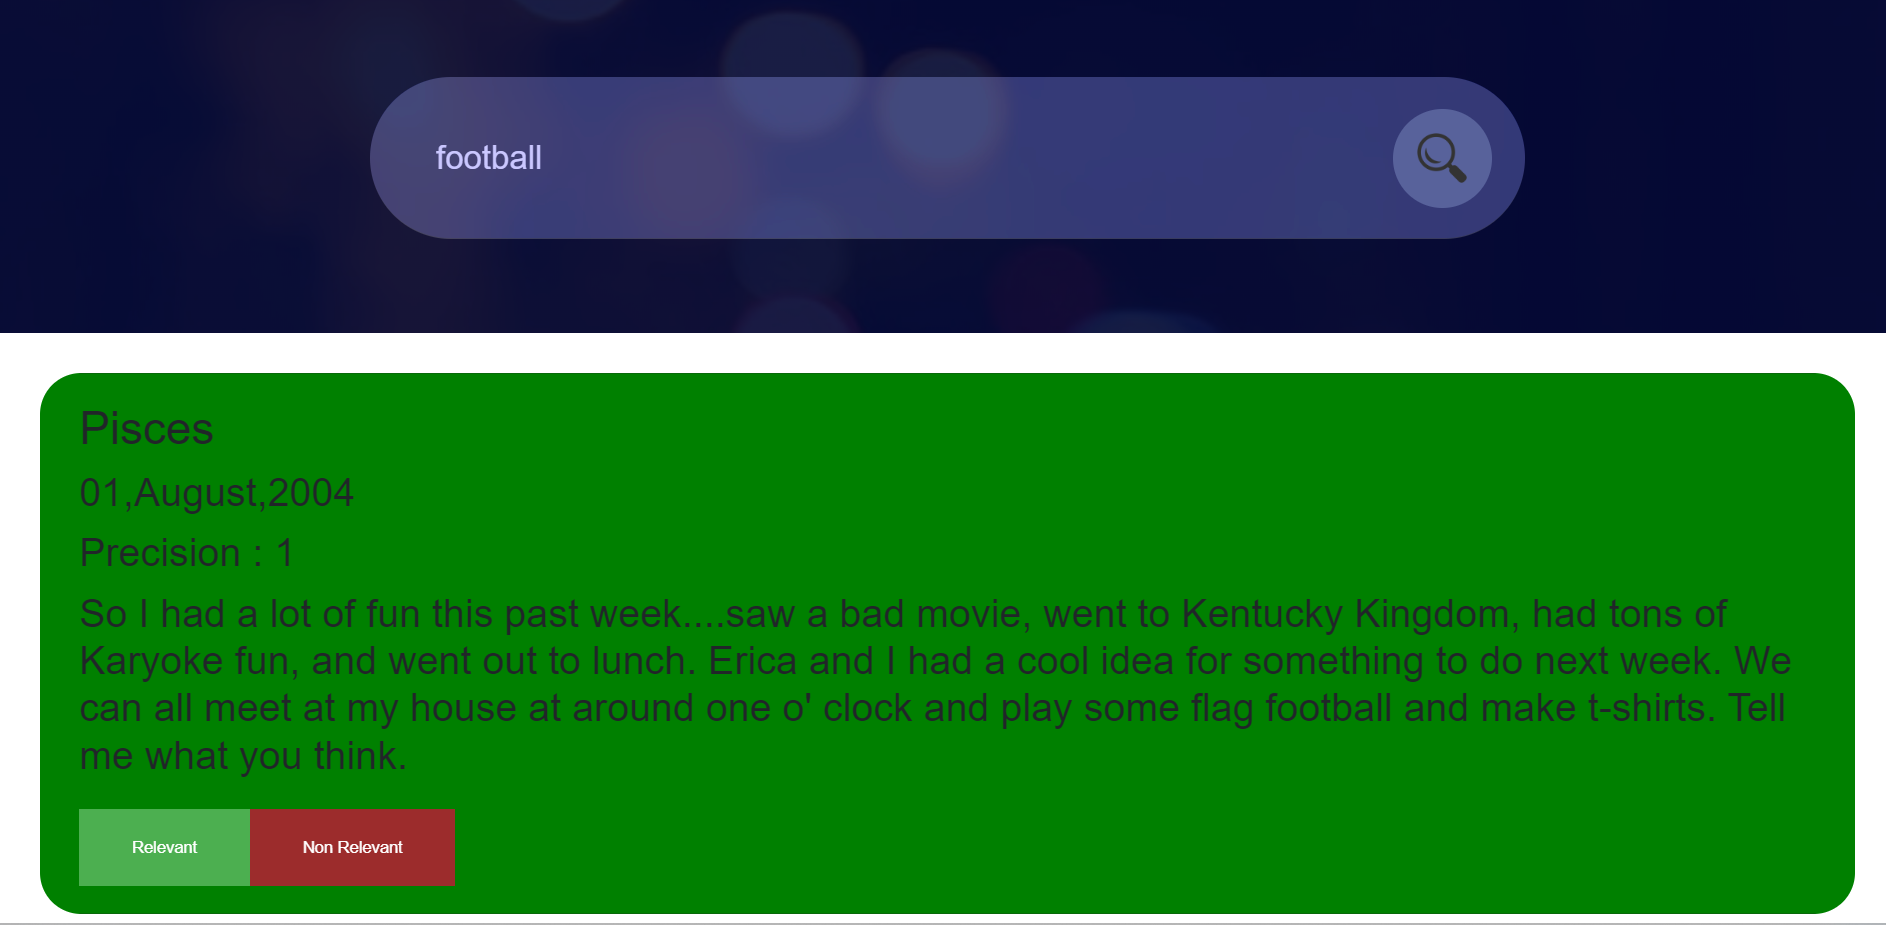 football
Pisces
01,August,2004
Precision : 1
So I had a lot of fun this past week....saw a bad movie, went to Kentucky Kingdom, had tons of
Karyoke fun, and went out to lunch. Erica and I had a cool idea for something to do next week. We
can all meet at my house at around one o' clock and play some flag football and make t-shirts. Tell
me what you think.
Relevant
Non Relevant